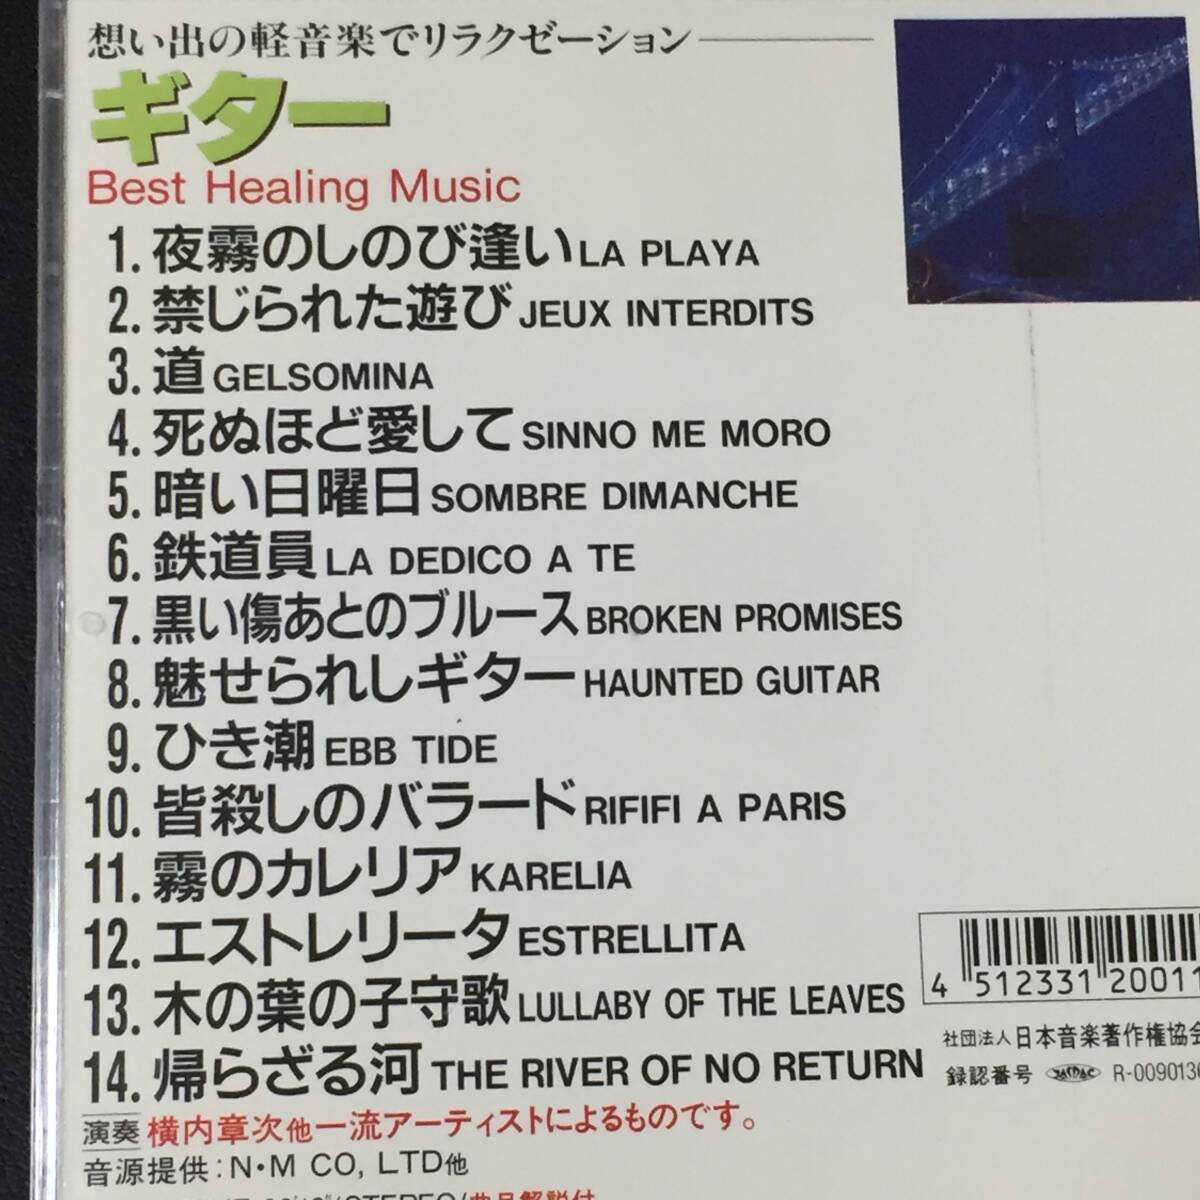 想い出の軽音楽でリラクゼーション
ギター
Best Healing Music
1. 夜霧のしのび逢い LA PLAYA
2. 禁じられた遊び JEUX INTERDITS
3. 道 GELSOMINA
4. 死ぬほど愛して SINNO ME MORO
5. 暗い日曜日 SOMBRE DIMANCHE
6. 鉄道員 LA DEDICO A TE
7. 黒い傷あとのブルース BROKEN PROMISES
8. 魅せられしギター HAUNTED GUITAR
9. ひき潮 EBB TIDE
10. 皆殺しのバラード RIFIFI A PARIS
11. 霧のカレリア KARELIA
12. エストレリータ ESTRELLITA
13. 木の葉の子守歌 LULLABY OF THE LEAVES
14. 帰らざる河 THE RIVER OF NO RETURN
4 512331 20011
社団法人日本音楽著作権協会
録認番号 JASRAC R-0090136
演奏 横内章次他一流アーティストによるものです。
音源提供:N・M CO, LTD他
STEREO/曲目解説付